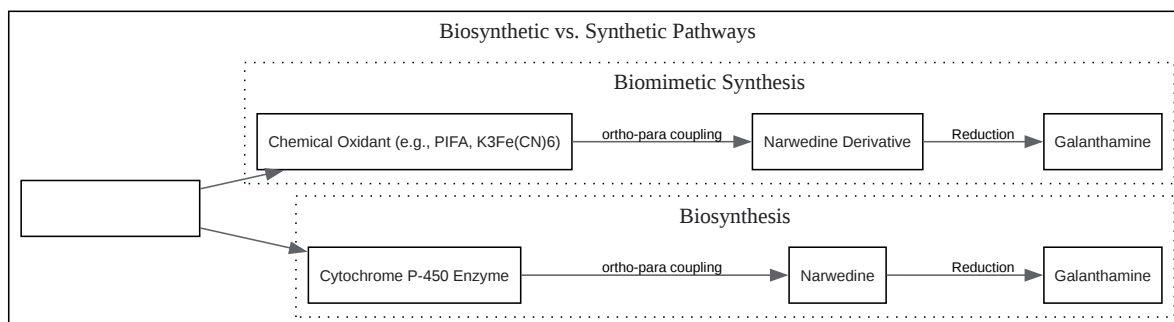 Biosynthetic vs. Synthetic Pathways
Biomimetic Synthesis
Chemical Oxidant (e.g., PIFA, K3Fe(CN)6)
ortho-para coupling
Narwedine Derivative
Reduction
Galanthamine
Biosynthesis
Cytochrome P-450 Enzyme
ortho-para coupling
Narwedine
Reduction
Galanthamine